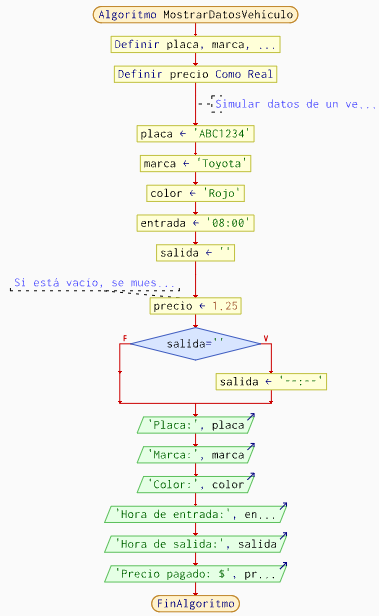 Algoritmo MostrarDatosVehículo
Definir placa, marca, ...
Definir precio Como Real
Simular datos de un ve...
placa ← 'ABC1234'
marca ← 'Toyota'
color ← 'Rojo'
entrada ← '08:00'
salida ← ''
Si está vacío, se mues...
precio ← 1.25
salida=''
F
V
salida ← '--:--'
'Placa:', placa
'Marca:', marca
'Color:', color
'Hora de entrada:', en...
'Hora de salida:', salida
'Precio pagado: $', pr...
FinAlgoritmo